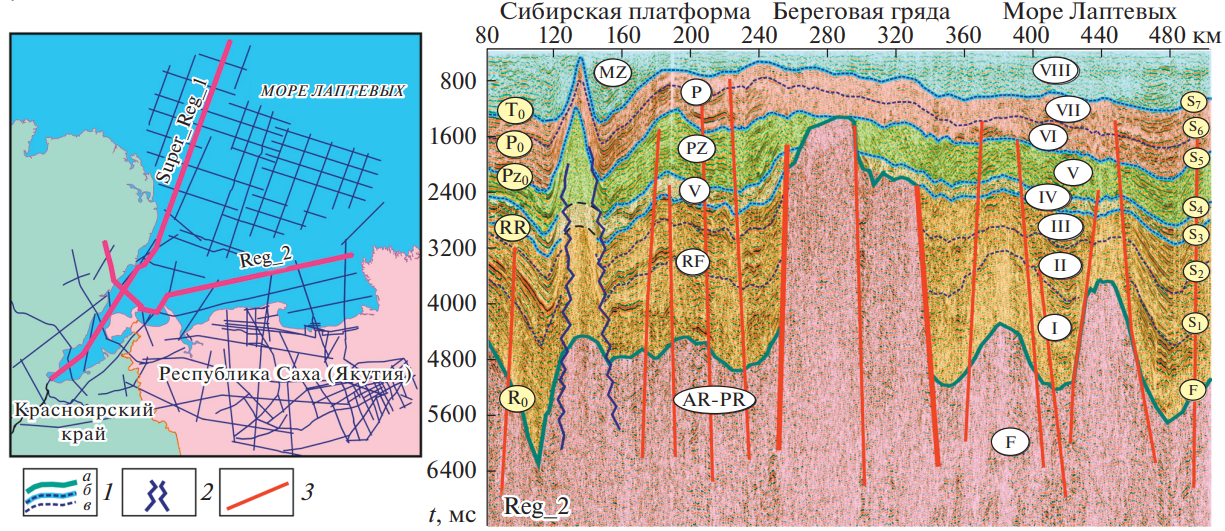 МОРЕ ЛАПТЕВЫХ
Super_Reg_1
Reg_2
Республика Саха (Якутия)
Красноярский
край
а
б
в
1
2
3
Сибирская платформа Береговая гряда Море Лаптевых
80 120 160 200 240 280 320 360 400 440 480 км
800
1600
2400
3200
4000
4800
5600
6400
t, мс
MZ
P
PZ
V
RF
AR-PR
T0
P0
Pz0
RR
R0
VIII
VII
VI
V
IV
III
II
I
F
S7
S6
S5
S4
S3
S2
S1
F
Reg_2